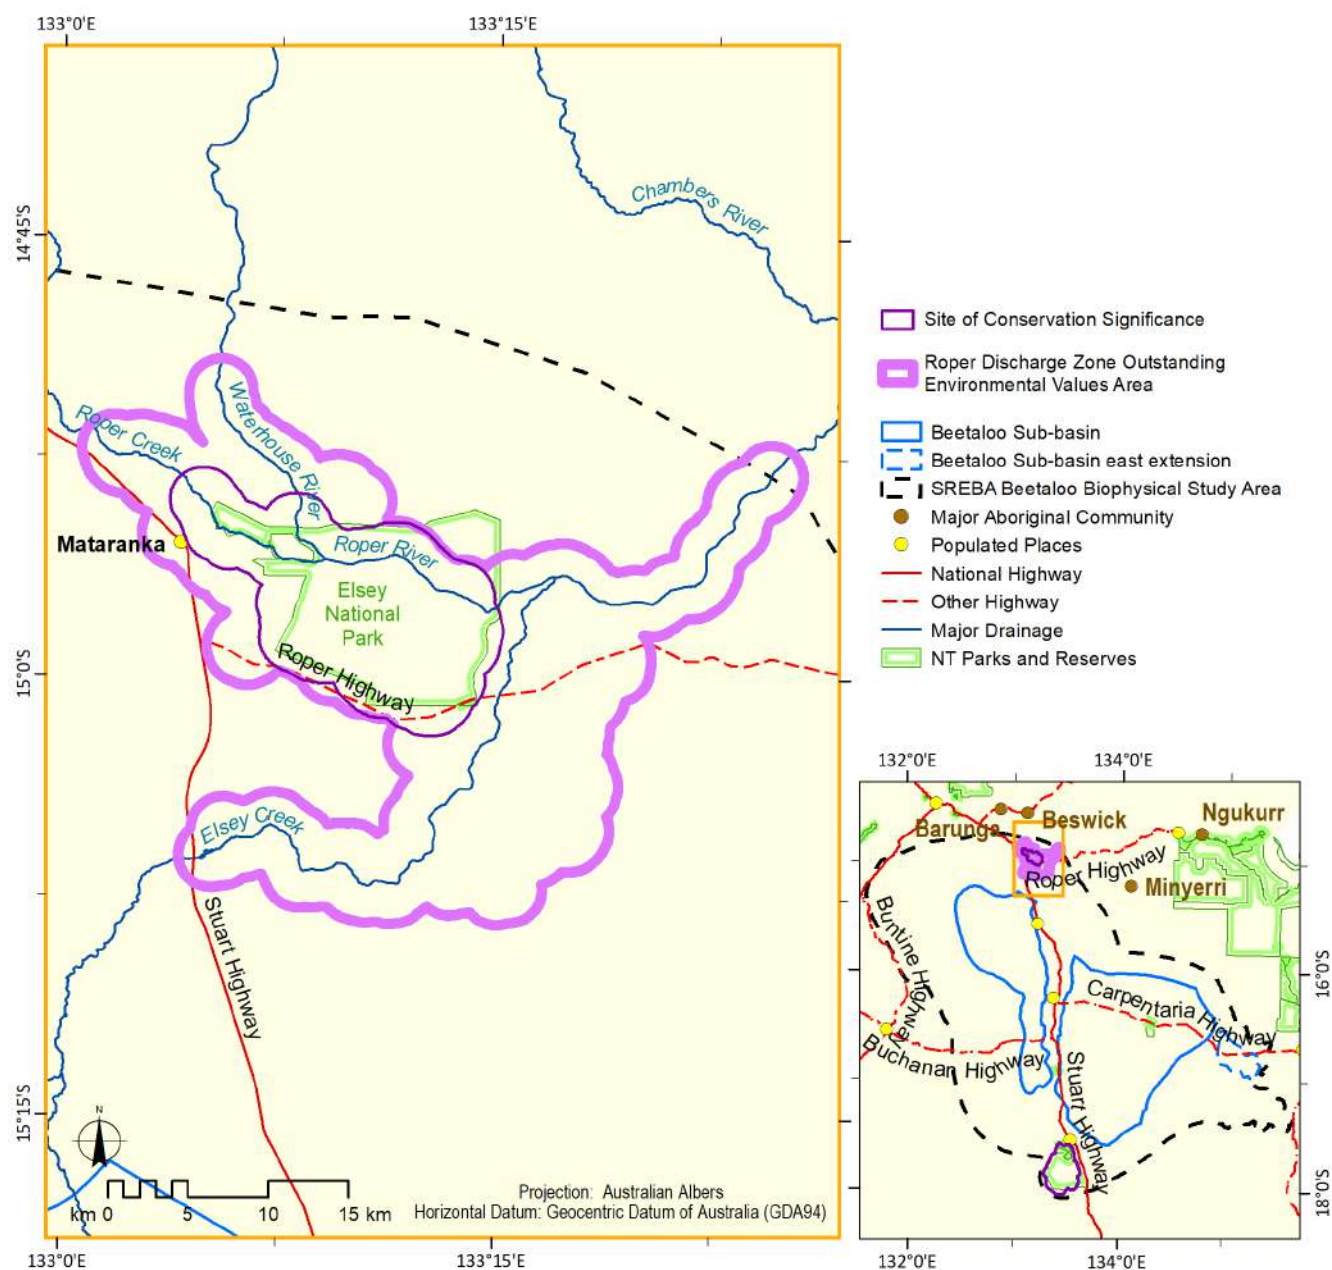 133°0'E
133°15'E
14°45'S
Chambers River
Roper Creek
Waterhouse River
Mataranka
Roper River
Elsey
National
Park
15°0'S
Roper Highway
Elsey Creek
Stuart Highway
15°15'S
N
km 0 5 10 15 km
Projection: Australian Albers
Horizontal Datum: Geocentric Datum of Australia (GDA94)
133°0'E
133°15'E
Site of Conservation Significance
Roper Discharge Zone Outstanding
Environmental Values Area
Beetaloo Sub-basin
Beetaloo Sub-basin east extension
SREBA Beetaloo Biophysical Study Area
Major Aboriginal Community
Populated Places
National Highway
Other Highway
Major Drainage
NT Parks and Reserves
132°0'E
134°0'E
Barunga
Beswick
Ngukurr
Roper Highway
Minyerri
Buntine Highway
16°0'S
Carpentaria Highway
Buchanan Highway
Stuart Highway
18°0'S
132°0'E
134°0'E